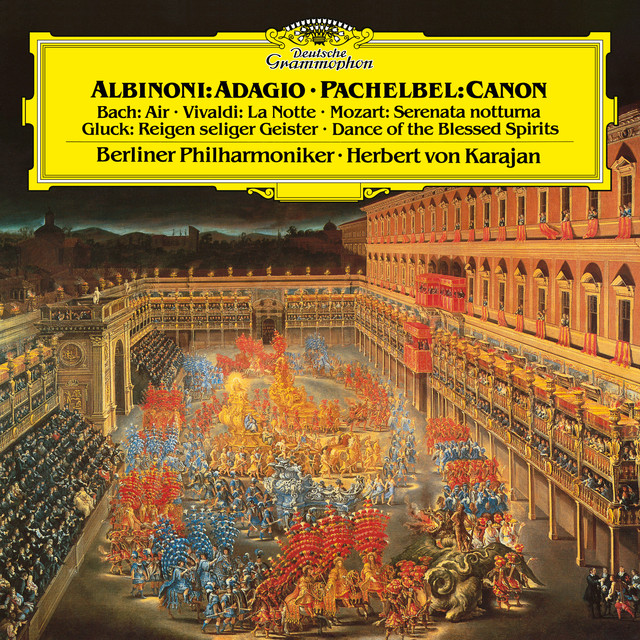 Deutsche
Grammophon
ALBINONI: ADAGIO · PACHELBEL: CANON
Bach: Air · Vivaldi: La Notte · Mozart: Serenata notturna
Gluck: Reigen seliger Geister · Dance of the Blessed Spirits
Berliner Philharmoniker · Herbert von Karajan